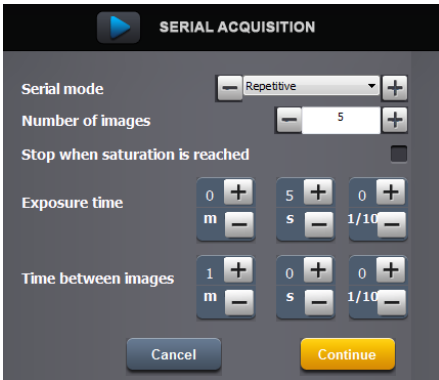 SERIAL ACQUISITION
Serial mode — Repetitive +
Number of images — 5 +
Stop when saturation is reached
Exposure time 0 + 5 + 0 +
m — s — 1/10 —
Time between images 1 + 0 + 0 +
m — s — 1/10 —
Cancel Continue